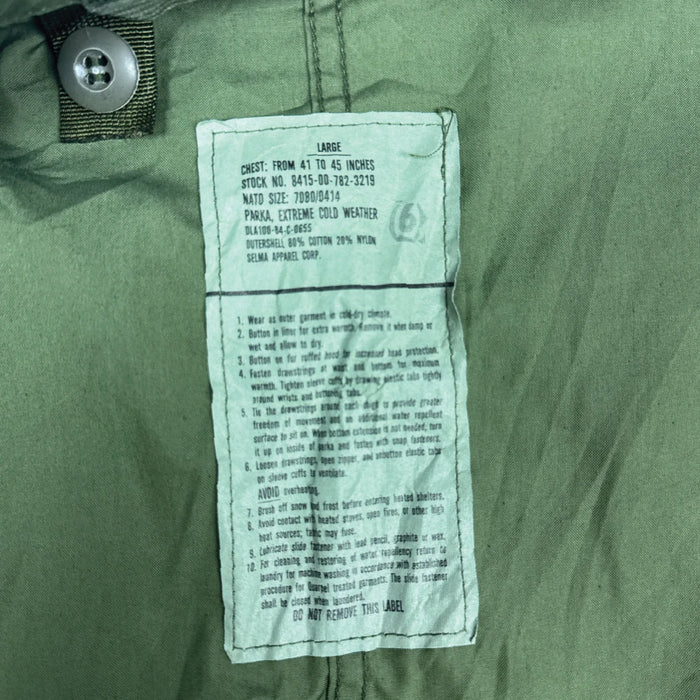 LARGE
CHEST: FROM 41 TO 45 INCHES
STOCK NO. 8415-00-782-3219
NATO SIZE: 7080/0414
PARKA, EXTREME COLD WEATHER
DLA100-84-C-0655
OUTERSHELL 80% COTTON 20% NYLON
SELMA APPAREL CORP.
6
1. Wear as outer garment in cold-dry climate.
2. Button in liner for extra warmth. Remove it when damp or
wet and allow to dry.
3. Button on fur ruffed hood for increased head protection.
4. Fasten drawstrings at waist and bottom for maximum
warmth. Tighten sleeve cuffs by drawing elastic tabs tightly
around wrists and buttoning tabs.
5. Tie the drawstrings around each thigh to provide greater
freedom of movement and an additional water repellent
surface to sit on. When bottom extension is not needed, turn
it up on inside of parka and fasten with snap fasteners.
6. Loosen drawstrings, open zipper, and unbutton elastic tabs
on sleeve cuffs to ventilate.
AVOID overheating.
7. Brush off snow and frost before entering heated shelters.
8. Avoid contact with heated stoves, open fires, or other high
heat sources; fabric may fuse.
9. Lubricate slide fastener with lead pencil, graphite or wax.
10. For cleaning and restoring of water repellency return to
laundry for machine washing in accordance with established
procedure for Quarpel treated garments. The slide fastener
shall be closed when laundered.
DO NOT REMOVE THIS LABEL